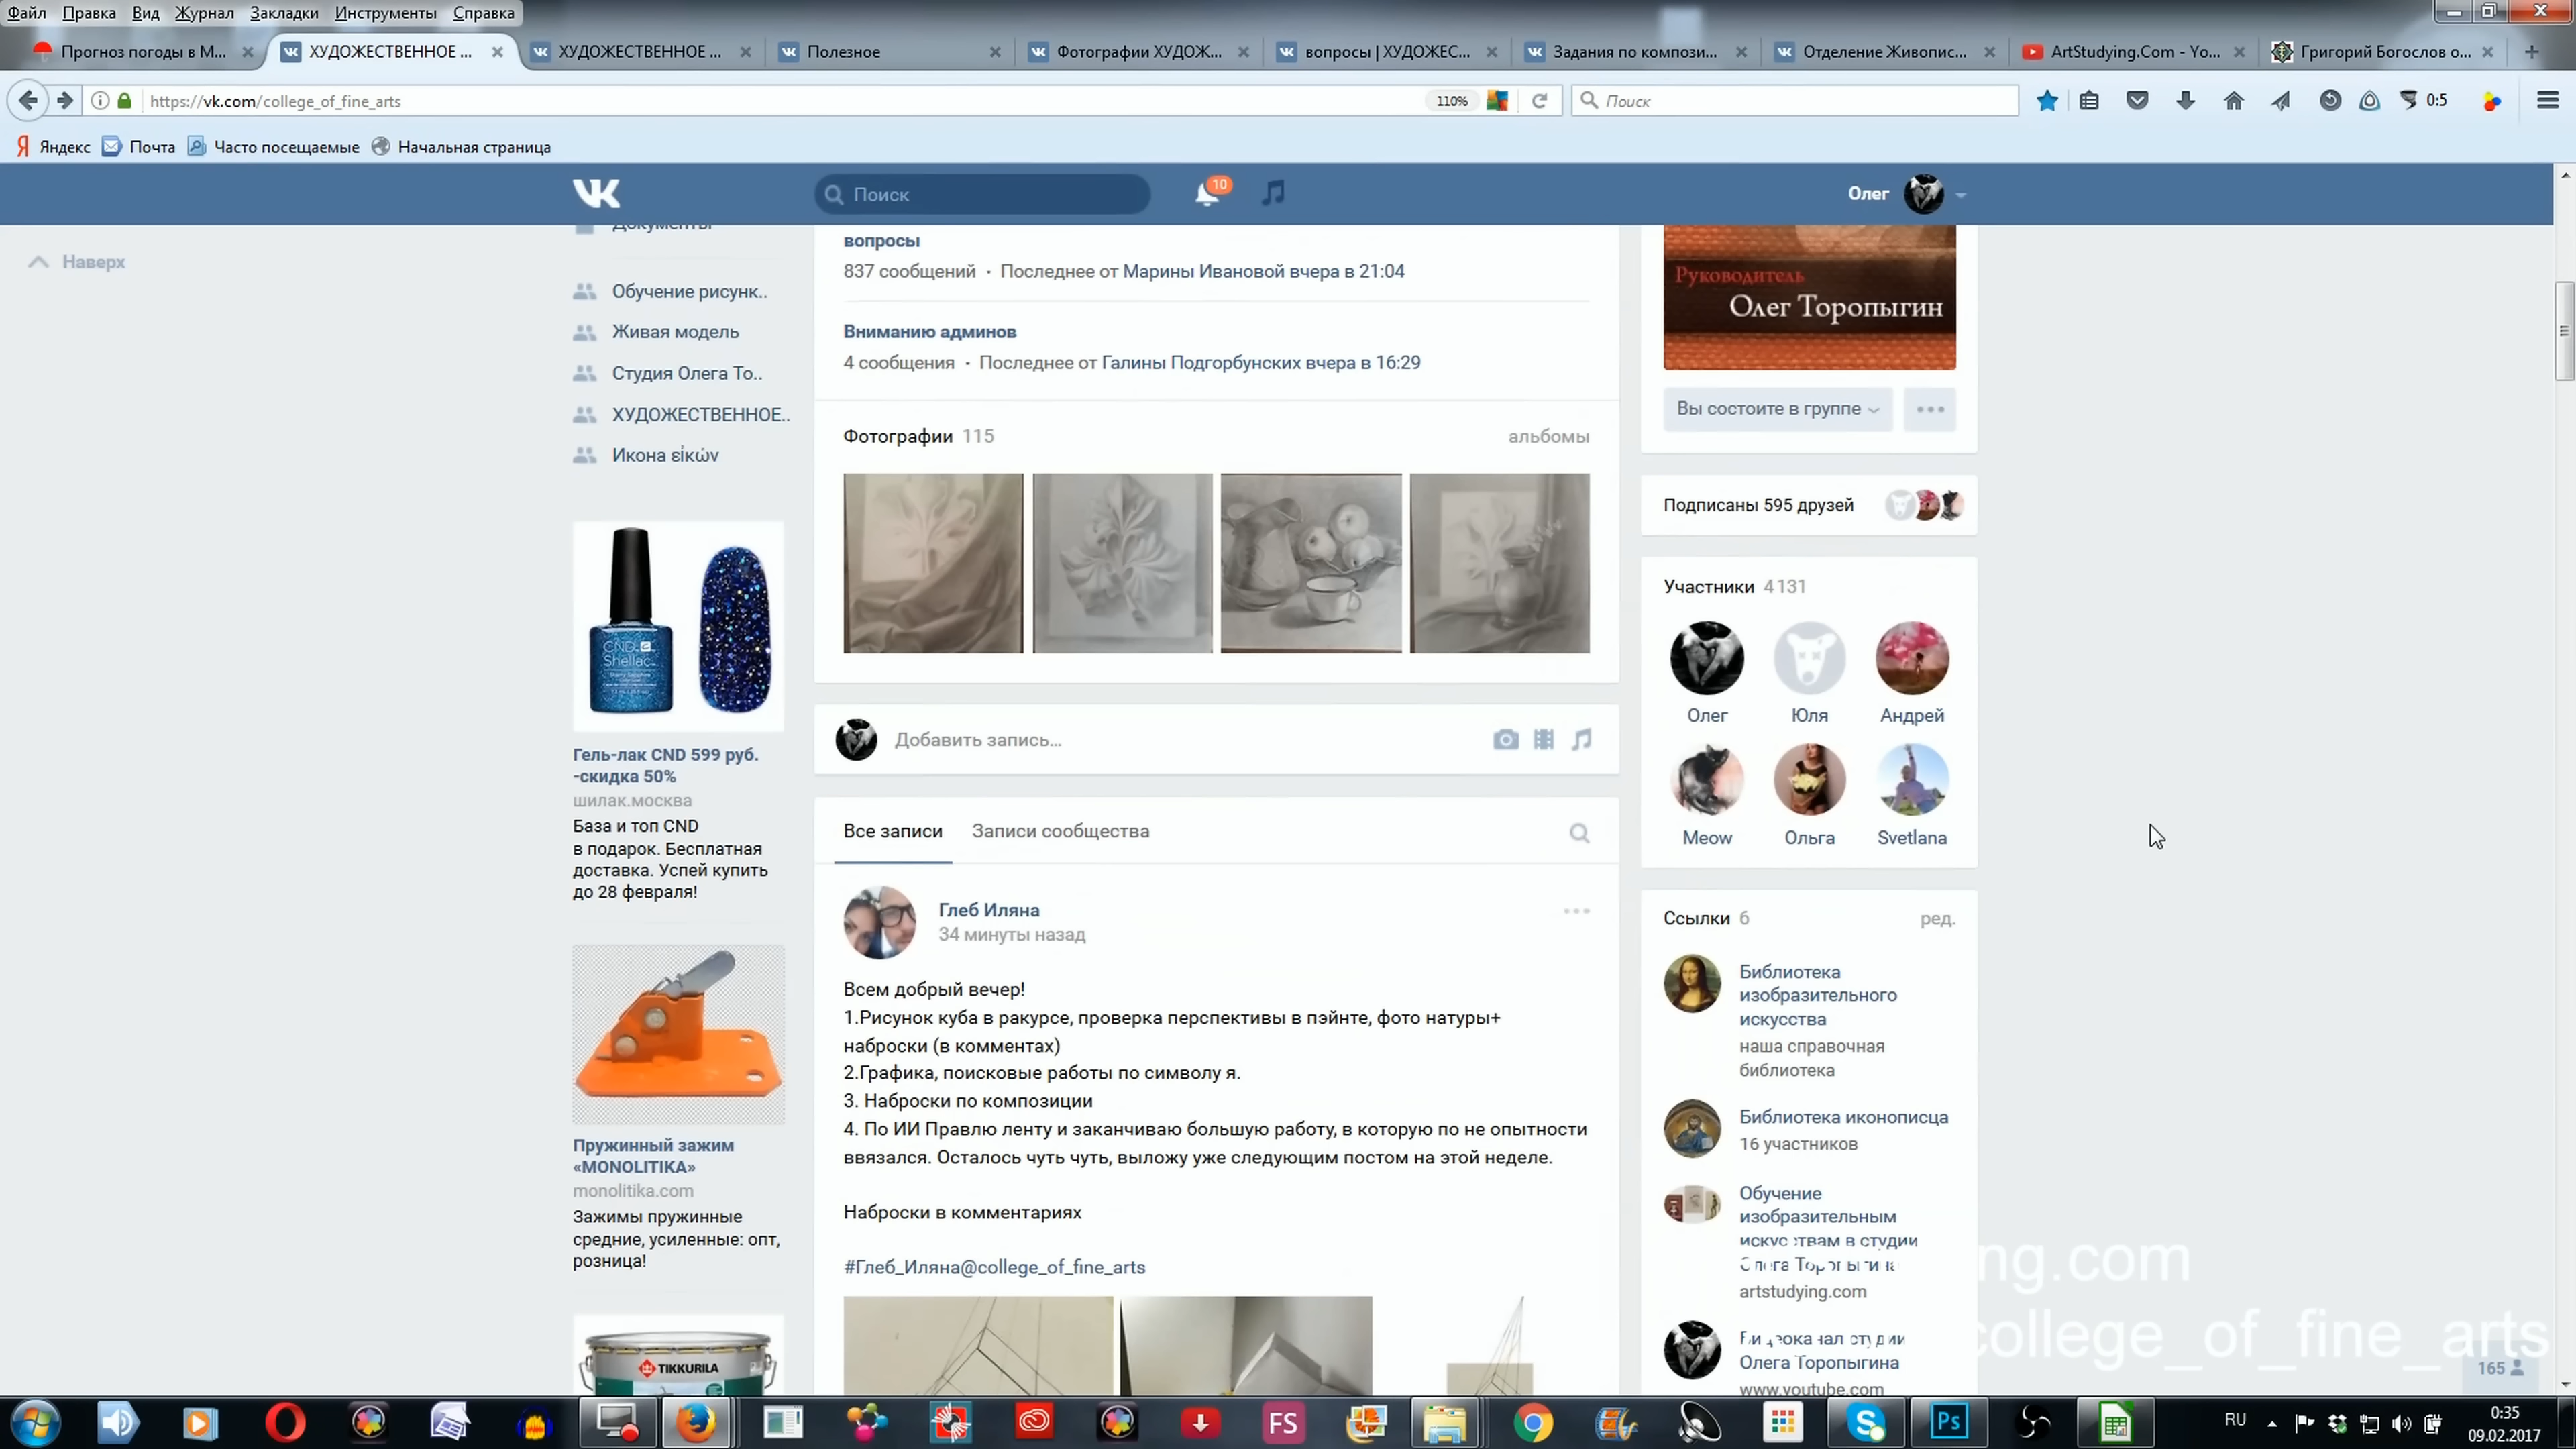 Файл Правка Вид Журнал Закладки Инструменты Справка
Прогноз погоды в М...
ХУДОЖЕСТВЕННОЕ ...
ХУДОЖЕСТВЕННОЕ ...
Полезное
Фотографии ХУДОЖ...
вопросы | ХУДОЖЕС...
Задания по компози...
Отделение Живопис...
ArtStudying.Com - Yo...
Григорий Богослов о...
https://vk.com/college_of_fine_arts
110%
Поиск
0:5
Яндекс Почта Часто посещаемые Начальная страница
Поиск
10
Олег
Наверх
Документы
Обучение рисунк..
Живая модель
Студия Олега То..
ХУДОЖЕСТВЕННОЕ..
Икона εἰκών
CND
Shellac
Гель-лак CND 599 руб.
-скидка 50%
шилак.москва
База и топ CND
в подарок. Бесплатная
доставка. Успей купить
до 28 февраля!
Пружинный зажим
«MONOLITIKA»
monolitika.com
Зажимы пружинные
средние, усиленные: опт,
розница!
TIKKURILA
вопросы
837 сообщений · Последнее от Марины Ивановой вчера в 21:04
Вниманию админов
4 сообщения · Последнее от Галины Подгорбунских вчера в 16:29
Фотографии 115
альбомы
Добавить запись...
Все записи
Записи сообщества
Глеб Иляна
34 минуты назад
Всем добрый вечер!
1.Рисунок куба в ракурсе, проверка перспективы в пэйнте, фото натуры+
наброски (в комментах)
2.Графика, поисковые работы по символу я.
3. Наброски по композиции
4. По ИИ Правлю ленту и заканчиваю большую работу, в которую по не опытности
ввязался. Осталось чуть чуть, выложу уже следующим постом на этой неделе.
Наброски в комментариях
#Глеб_Иляна@college_of_fine_arts
Руководитель
Олег Торопыгин
Вы состоите в группе
Подписаны 595 друзей
Участники 4 131
Олег Юля Андрей
Meow Ольга Svetlana
Ссылки 6
ред.
Библиотека
изобразительного
искусства
наша справочная
библиотека
Библиотека иконописца
16 участников
Обучение
изобразительным
искусствам в студии
Олега Торопыгина
artstudying.com
Видеоканал студии
Олега Торопыгина
www.youtube.com
ng.com
college_of_fine_arts
165
FS
Ps
RU
0:35
09.02.2017